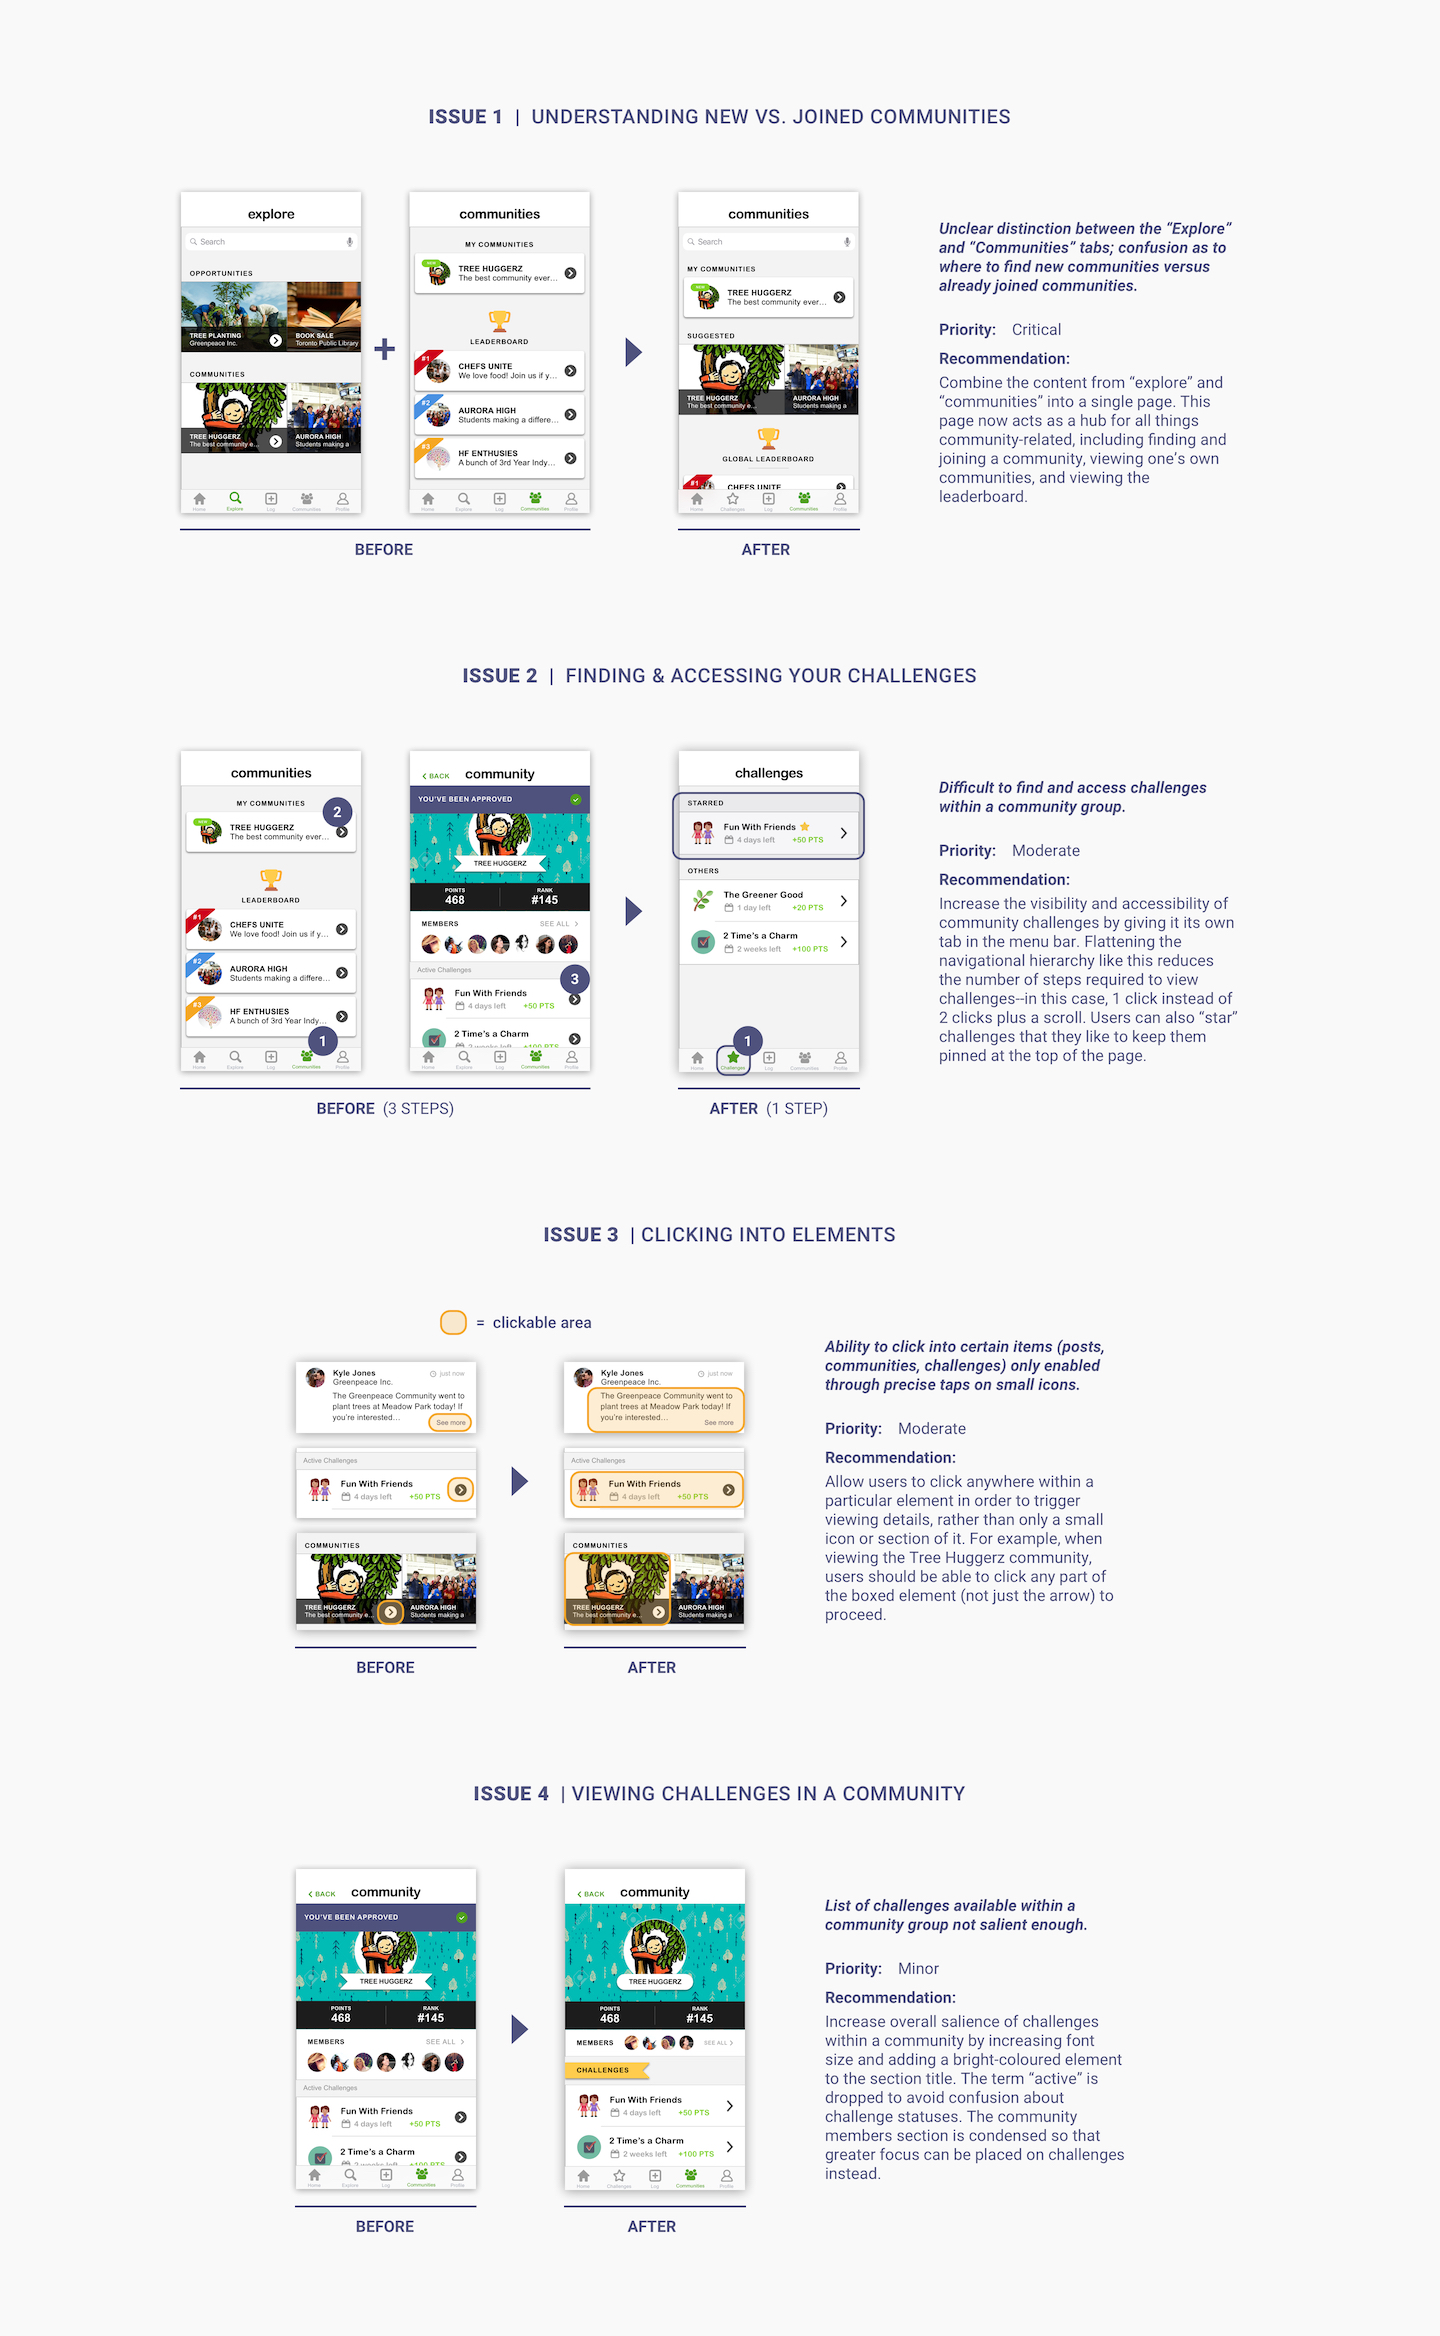 ISSUE 1 | UNDERSTANDING NEW VS. JOINED COMMUNITIES
explore
Search
OPPORTUNITIES
TREE PLANTING
Greenpeace Inc.
BOOK SALE
Toronto Public Library
COMMUNITIES
TREE HUGGERZ
The best community e...
AURORA HIGH
Students making a
Home
Explore
Log
Communities
Profile
+
communities
MY COMMUNITIES
NEW
TREE HUGGERZ
The best community ever...
LEADERBOARD
#1
CHEFS UNITE
We love food! Join us if y...
#2
AURORA HIGH
Students making a differe...
#3
HF ENTHUSIES
A bunch of 3rd Year Indy...
Home
Explore
Log
Communities
Profile
BEFORE
communities
Search
MY COMMUNITIES
NEW
TREE HUGGERZ
The best community ever...
SUGGESTED
TREE HUGGERZ
The best community e...
AURORA HIGH
Students making a
GLOBAL LEADERBOARD
#1
CHEFS UNITE
Home
Challenges
Log
Communities
Profile
AFTER
Unclear distinction between the “Explore”
and “Communities” tabs; confusion as to
where to find new communities versus
already joined communities.
Priority: Critical
Recommendation:
Combine the content from “explore” and
“communities” into a single page. This
page now acts as a hub for all things
community-related, including finding and
joining a community, viewing one’s own
communities, and viewing the
leaderboard.
ISSUE 2 | FINDING & ACCESSING YOUR CHALLENGES
communities
MY COMMUNITIES
2
NEW
TREE HUGGERZ
The best community ever...
LEADERBOARD
#1
CHEFS UNITE
We love food! Join us if y...
#2
AURORA HIGH
Students making a differe...
#3
HF ENTHUSIES
A bunch of 3rd Year Indy...
1
Home
Explore
Log
Communities
Profile
BACK
community
YOU’VE BEEN APPROVED
TREE HUGGERZ
POINTS
468
RANK
#145
MEMBERS
SEE ALL
Active Challenges
3
Fun With Friends
4 days left
+50 PTS
2 Time’s a Charm
2 weeks left
+100 PTS
Home
Explore
Log
Communities
Profile
BEFORE (3 STEPS)
challenges
STARRED
Fun With Friends
4 days left
+50 PTS
OTHERS
The Greener Good
1 day left
+20 PTS
2 Time’s a Charm
2 weeks left
+100 PTS
1
Home
Challenges
Log
Communities
Profile
AFTER (1 STEP)
Difficult to find and access challenges
within a community group.
Priority: Moderate
Recommendation:
Increase the visibility and accessibility of
community challenges by giving it its own
tab in the menu bar. Flattening the
navigational hierarchy like this reduces
the number of steps required to view
challenges--in this case, 1 click instead of
2 clicks plus a scroll. Users can also “star”
challenges that they like to keep them
pinned at the top of the page.
ISSUE 3 | CLICKING INTO ELEMENTS
= clickable area
Kyle Jones
just now
Greenpeace Inc.
The Greenpeace Community went to
plant trees at Meadow Park today! If
you’re interested...
See more
Active Challenges
Fun With Friends
4 days left
+50 PTS
COMMUNITIES
TREE HUGGERZ
The best community e...
AURORA HIGH
Students making a
BEFORE
Kyle Jones
just now
Greenpeace Inc.
The Greenpeace Community went to
plant trees at Meadow Park today! If
you’re interested...
See more
Active Challenges
Fun With Friends
4 days left
+50 PTS
COMMUNITIES
TREE HUGGERZ
The best community e...
AURORA HIGH
Students making a
AFTER
Ability to click into certain items (posts,
communities, challenges) only enabled
through precise taps on small icons.
Priority: Moderate
Recommendation:
Allow users to click anywhere within a
particular element in order to trigger
viewing details, rather than only a small
icon or section of it. For example, when
viewing the Tree Huggerz community,
users should be able to click any part of
the boxed element (not just the arrow) to
proceed.
ISSUE 4 | VIEWING CHALLENGES IN A COMMUNITY
BACK
community
YOU’VE BEEN APPROVED
TREE HUGGERZ
POINTS
468
RANK
#145
MEMBERS
SEE ALL
Active Challenges
Fun With Friends
4 days left
+50 PTS
2 Time’s a Charm
2 weeks left
+100 PTS
Home
Explore
Log
Communities
Profile
BEFORE
BACK
community
TREE HUGGERZ
POINTS
468
RANK
#145
MEMBERS
SEE ALL
CHALLENGES
Fun With Friends
4 days left
+50 PTS
2 Time’s a Charm
2 weeks left
+100 PTS
Home
Challenges
Log
Communities
Profile
AFTER
List of challenges available within a
community group not salient enough.
Priority: Minor
Recommendation:
Increase overall salience of challenges
within a community by increasing font
size and adding a bright-coloured element
to the section title. The term “active” is
dropped to avoid confusion about
challenge statuses. The community
members section is condensed so that
greater focus can be placed on challenges
instead.